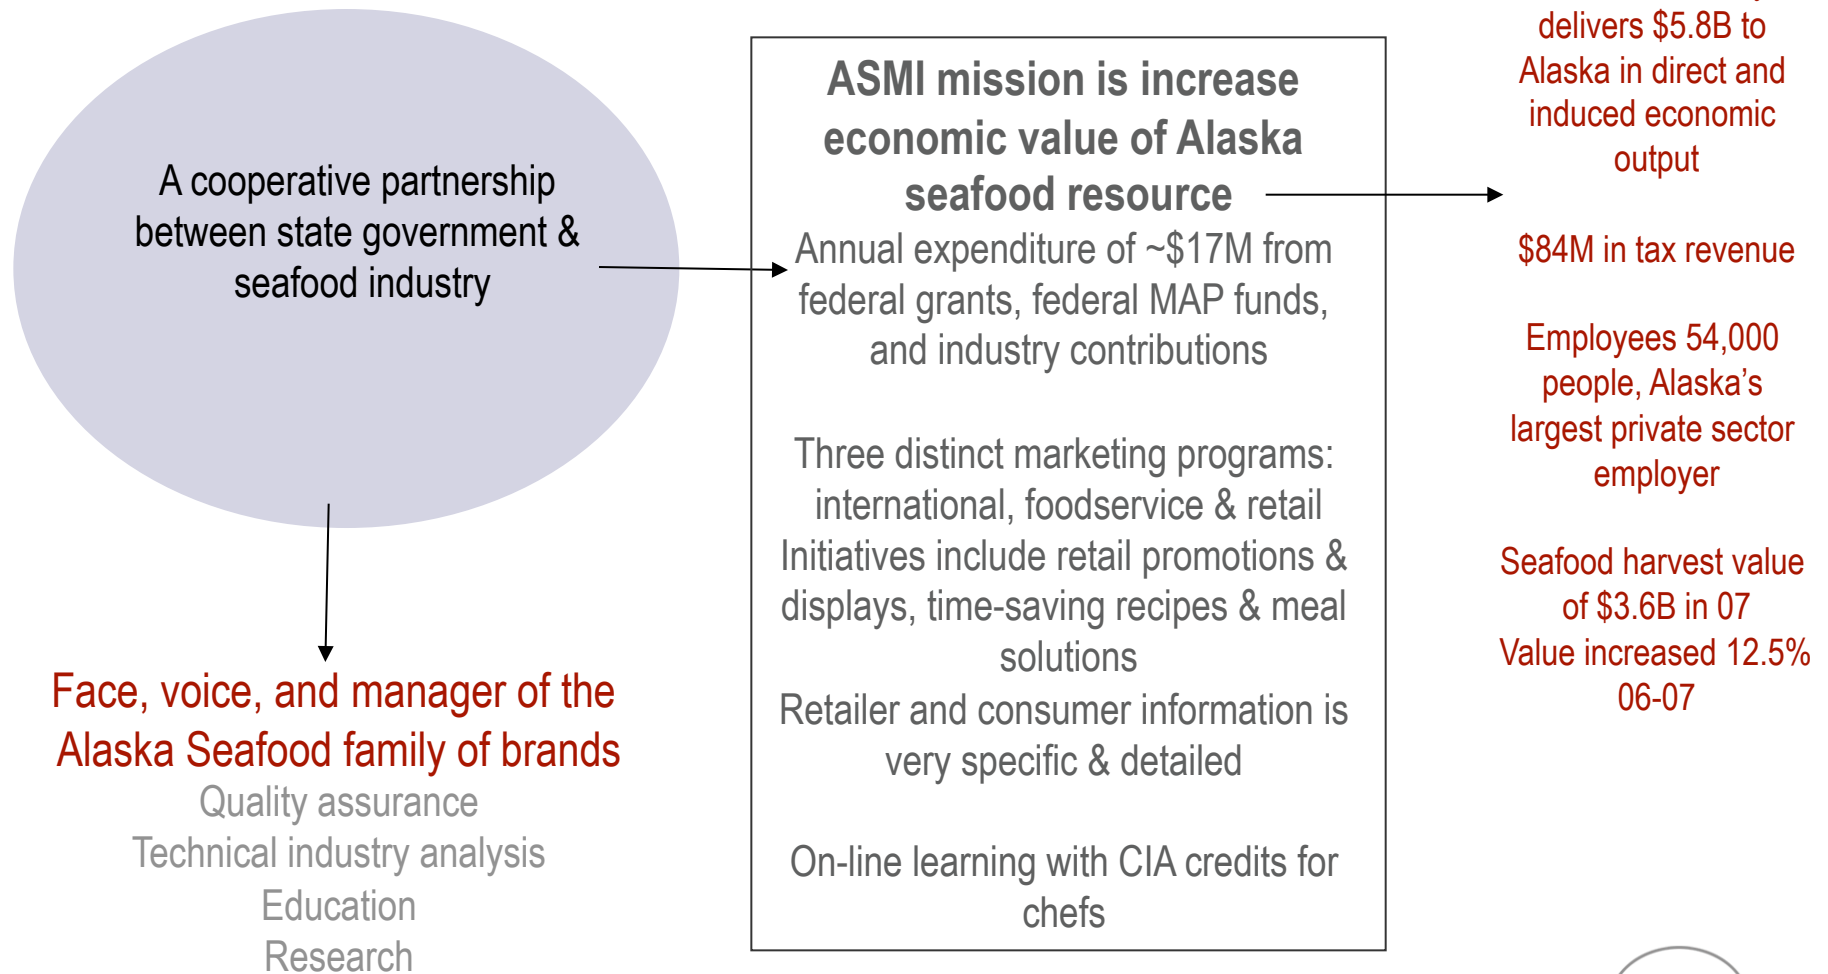 A cooperative partnership
between state government &
seafood industry
Face, voice, and manager of the
Alaska Seafood family of brands
Quality assurance
Technical industry analysis
Education
Research
ASMI mission is increase
economic value of Alaska
seafood resource
Annual expenditure of ~$17M from
federal grants, federal MAP funds,
and industry contributions
Three distinct marketing programs:
international, foodservice & retail
Initiatives include retail promotions &
displays, time-saving recipes & meal
solutions
Retailer and consumer information is
very specific & detailed
On-line learning with CIA credits for
chefs
delivers $5.8B to
Alaska in direct and
induced economic
output
$84M in tax revenue
Employees 54,000
people, Alaska’s
largest private sector
employer
Seafood harvest value
of $3.6B in 07
Value increased 12.5%
06-07